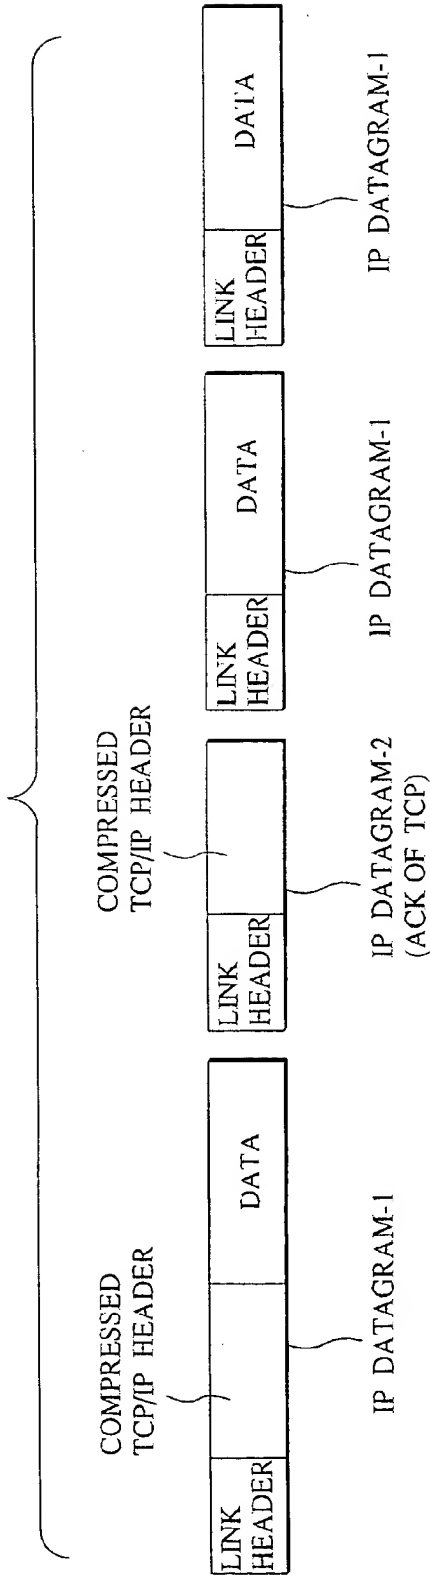 COMPRESSED
TCP/IP HEADER
LINK
HEADER
DATA
IP DATAGRAM-1
COMPRESSED
TCP/IP HEADER
LINK
HEADER
IP DATAGRAM-2
(ACK OF TCP)
LINK
HEADER
DATA
IP DATAGRAM-1
LINK
HEADER
DATA
IP DATAGRAM-1